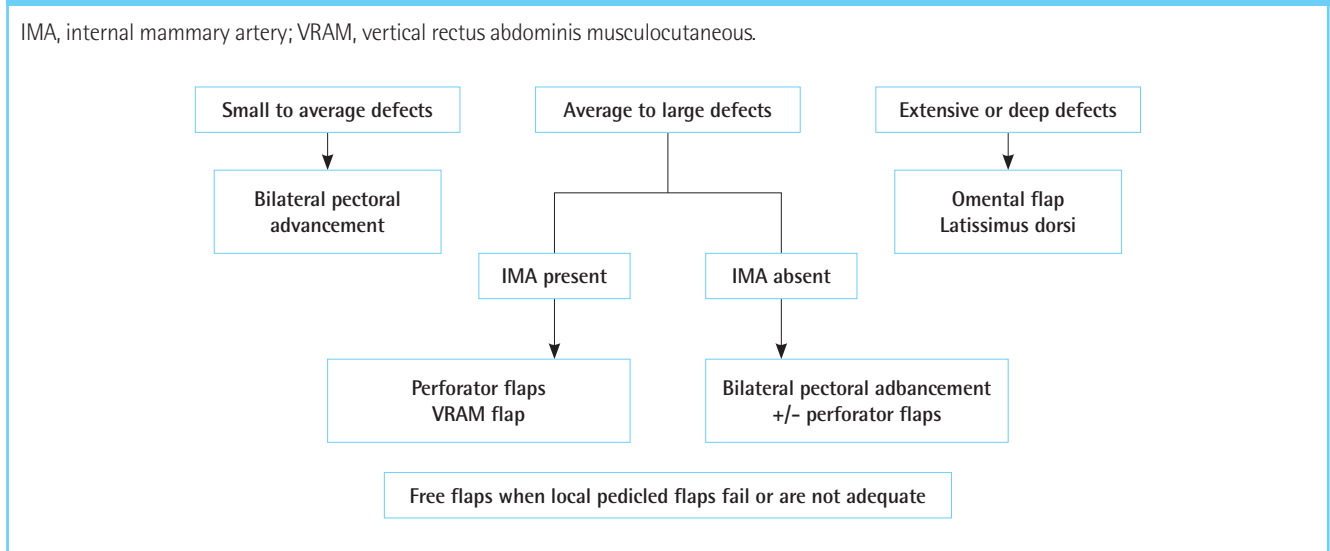 IMA, internal mammary artery; VRAM, vertical rectus abdominis musculocutaneous.
Small to average defects
Average to large defects
Extensive or deep defects
Bilateral pectoral
advancement
Omental flap
Latissimus dorsi
IMA present
IMA absent
Perforator flaps
VRAM flap
Bilateral pectoral adbancement
+/- perforator flaps
Free flaps when local pedicled flaps fail or are not adequate